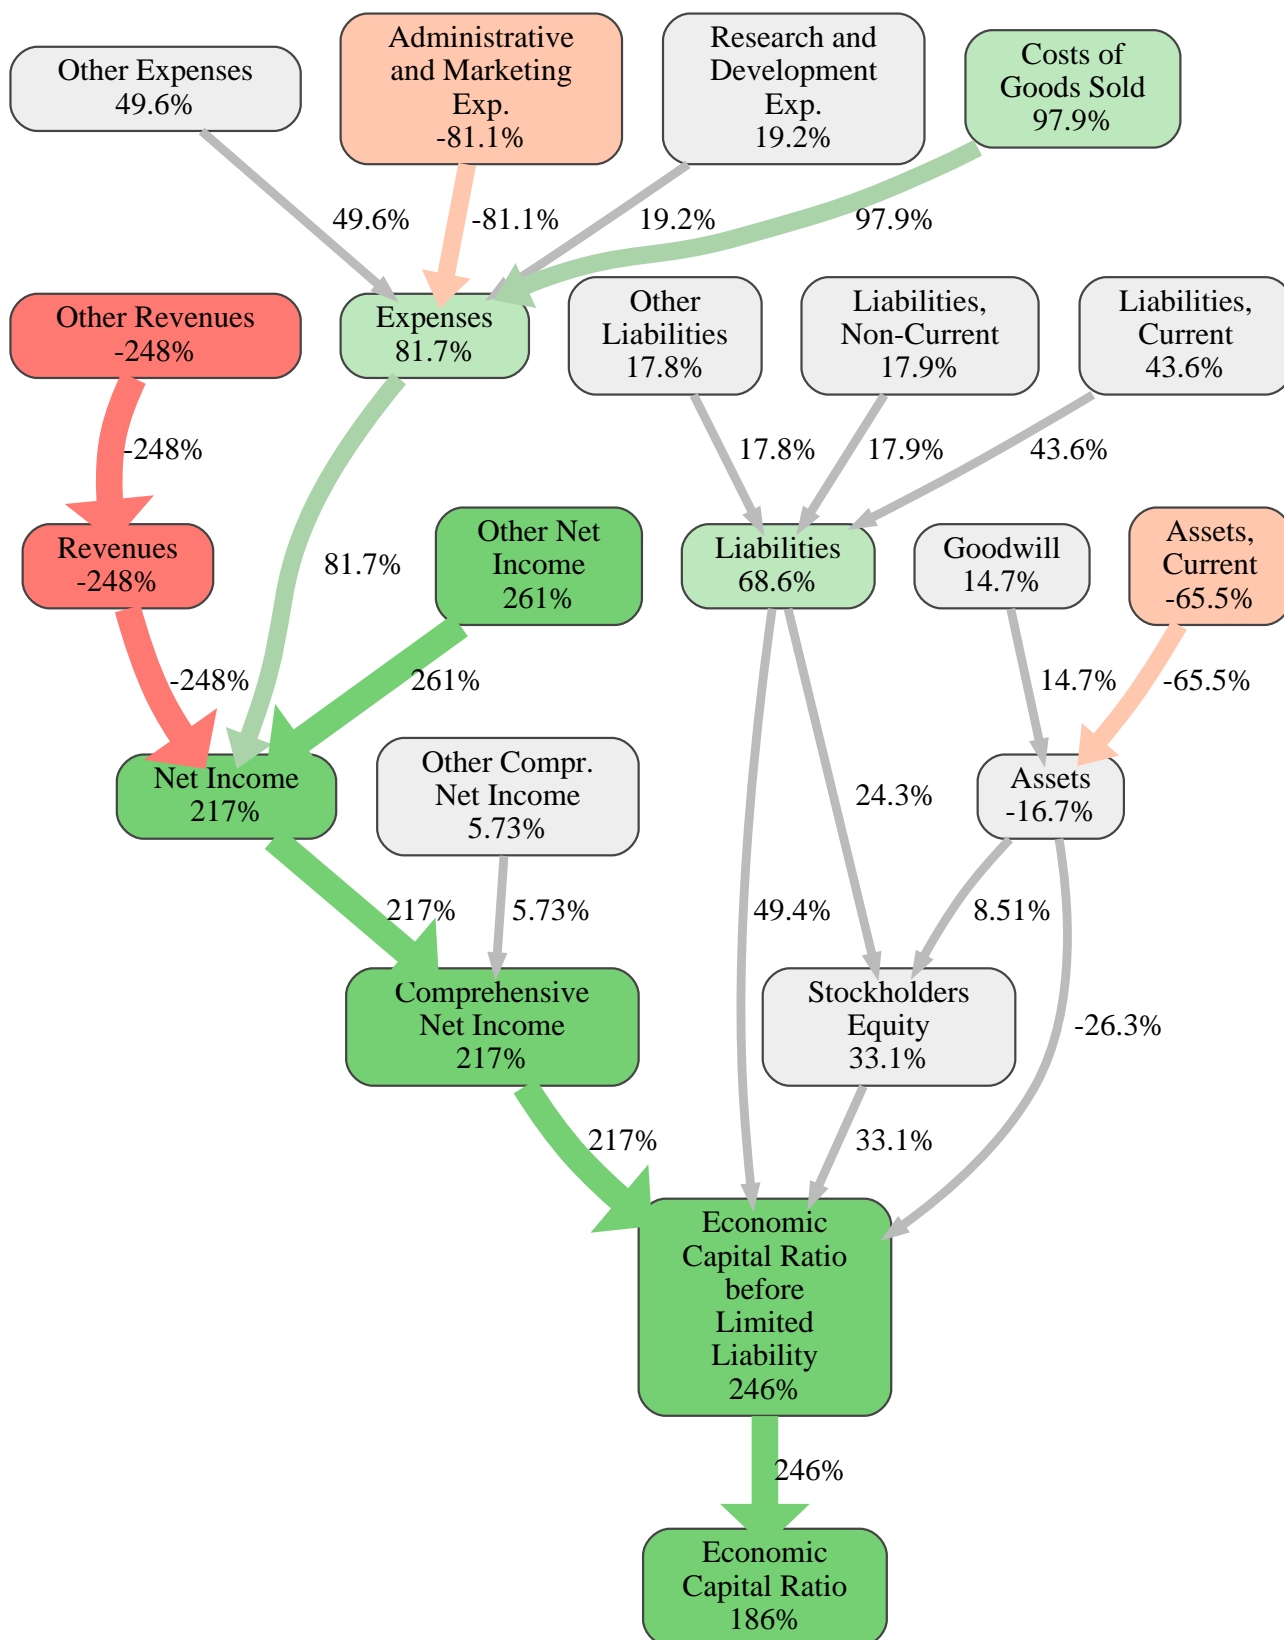 Other Expenses
49.6%
Administrative
and Marketing
Exp.
-81.1%
Research and
Development
Exp.
19.2%
Costs of
Goods Sold
97.9%
49.6%
-81.1%
19.2%
97.9%
Other Revenues
-248%
Expenses
81.7%
Other
Liabilities
17.8%
Liabilities,
Non-Current
17.9%
Liabilities,
Current
43.6%
-248%
17.8%
17.9%
43.6%
Revenues
-248%
81.7%
Other Net
Income
261%
Liabilities
68.6%
Goodwill
14.7%
Assets,
Current
-65.5%
-248%
261%
14.7%
-65.5%
Net Income
217%
Other Compr.
Net Income
5.73%
24.3%
Assets
-16.7%
217%
5.73%
49.4%
8.51%
Comprehensive
Net Income
217%
Stockholders
Equity
33.1%
-26.3%
217%
33.1%
Economic
Capital Ratio
before
Limited
Liability
246%
246%
Economic
Capital Ratio
186%